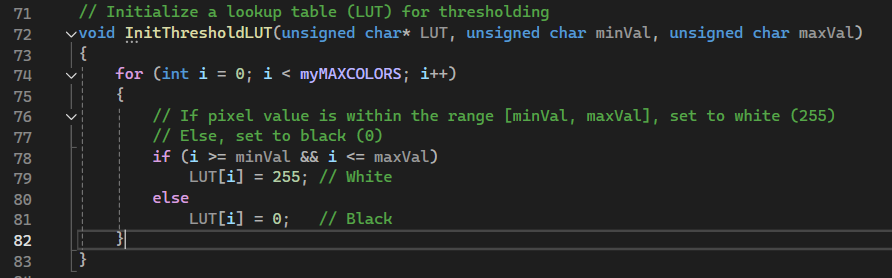 71 // Initialize a lookup table (LUT) for thresholding
72 void InitThresholdLUT(unsigned char* LUT, unsigned char minVal, unsigned char maxVal)
73 {
74     for (int i = 0; i < myMAXCOLORS; i++)
75     {
76         // If pixel value is within the range [minVal, maxVal], set to white (255)
77         // Else, set to black (0)
78         if (i >= minVal && i <= maxVal)
79             LUT[i] = 255; // White
80         else
81             LUT[i] = 0;   // Black
82     }
83 }